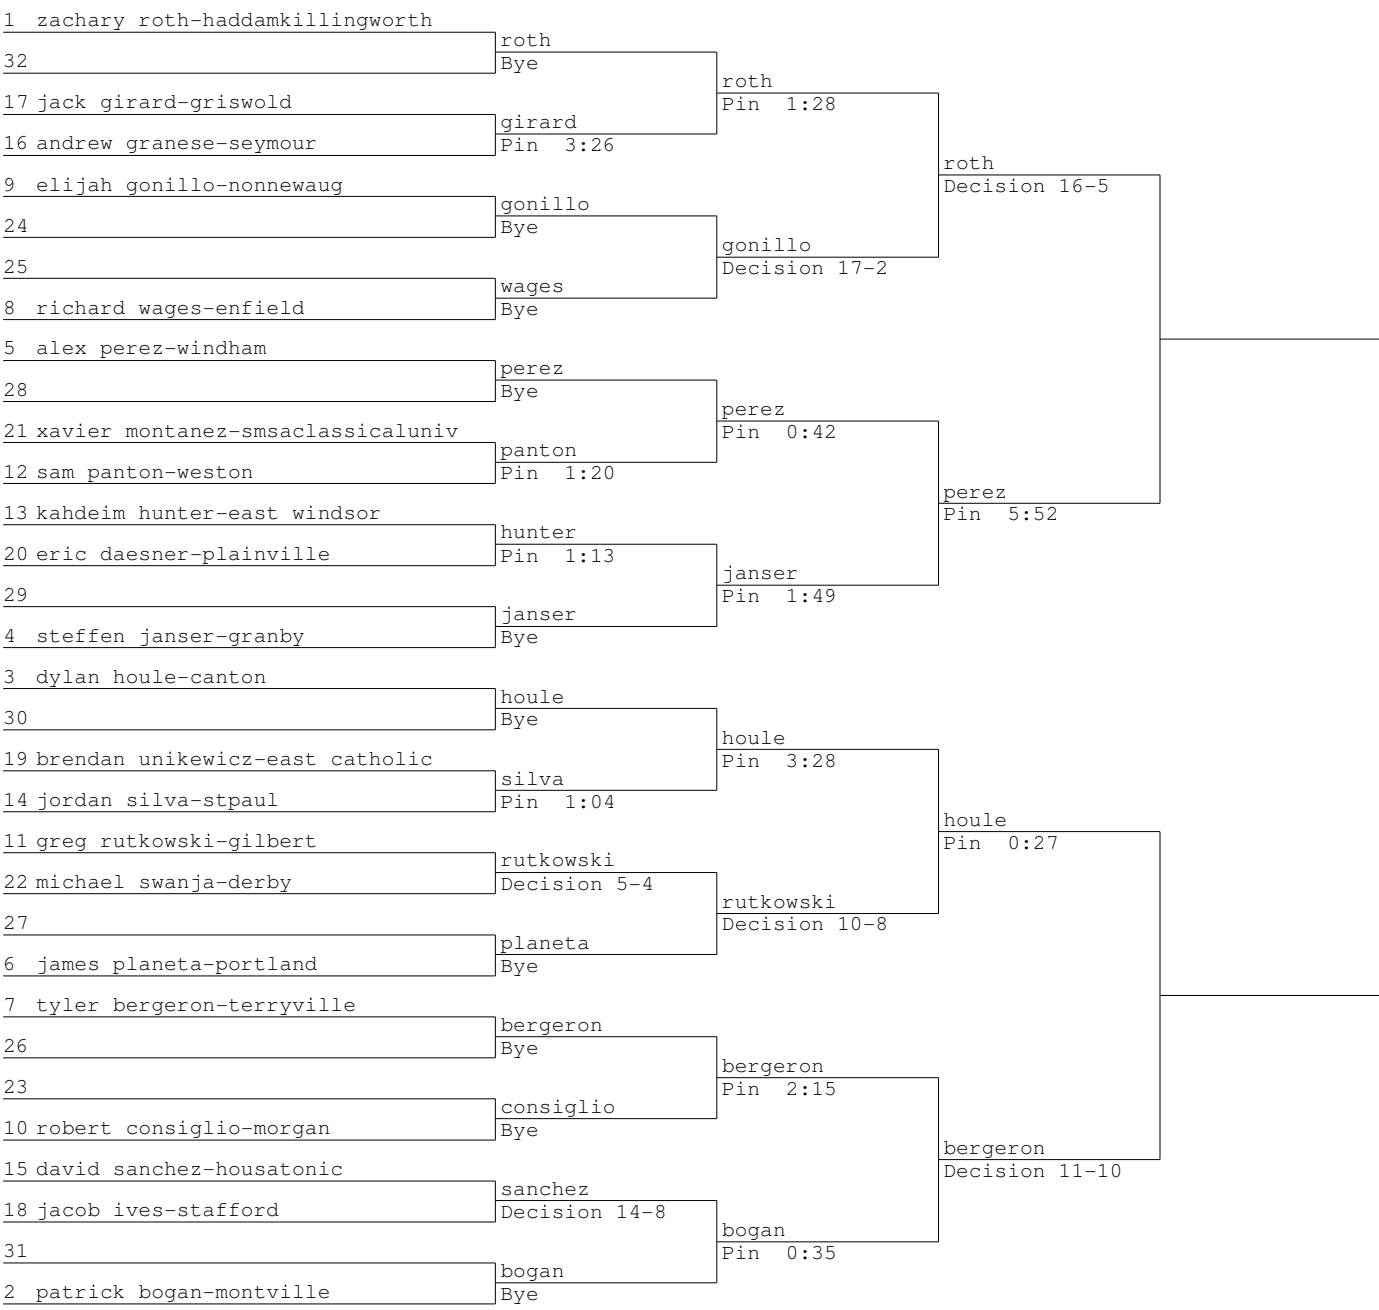 1 zachary roth-haddamkillingworth
roth
32
Bye
roth
17 jack girard-griswold
Pin 1:28
girard
16 andrew granese-seymour
Pin 3:26
roth
9 elijah gonillo-nonnewaug
Decision 16-5
gonillo
24
Bye
gonillo
25
Decision 17-2
wages
8 richard wages-enfield
Bye
5 alex perez-windham
perez
28
Bye
perez
21 xavier montanez-smsaclassicaluniv
Pin 0:42
panton
12 sam panton-weston
Pin 1:20
perez
13 kahdeim hunter-east windsor
Pin 5:52
hunter
20 eric daesner-plainville
Pin 1:13
janser
29
Pin 1:49
janser
4 steffen janser-granby
Bye
3 dylan houle-canton
houle
30
Bye
houle
19 brendan unikewicz-east catholic
Pin 3:28
silva
14 jordan silva-stpaul
Pin 1:04
houle
11 greg rutkowski-gilbert
Pin 0:27
rutkowski
22 michael swanja-derby
Decision 5-4
rutkowski
27
Decision 10-8
planeta
6 james planeta-portland
Bye
7 tyler bergeron-terryville
bergeron
26
Bye
bergeron
23
Pin 2:15
consiglio
10 robert consiglio-morgan
Bye
bergeron
15 david sanchez-housatonic
Decision 11-10
sanchez
18 jacob ives-stafford
Decision 14-8
bogan
31
Pin 0:35
bogan
2 patrick bogan-montville
Bye